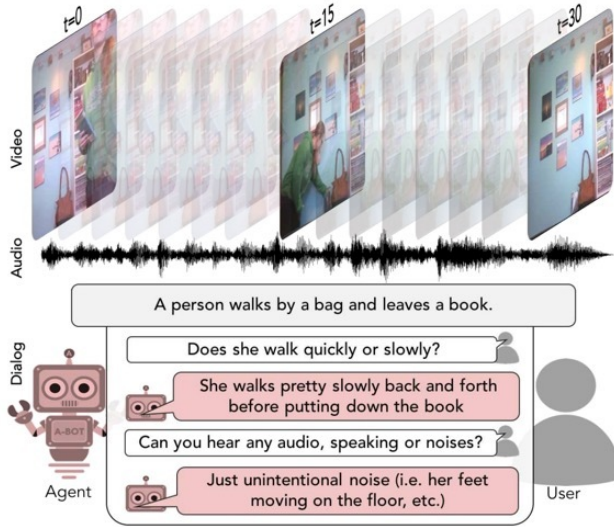 t=0
t=15
t=30
Video
Audio
A person walks by a bag and leaves a book.
Dialog
Does she walk quickly or slowly?
She walks pretty slowly back and forth
before putting down the book
A
A-BOT
Can you hear any audio, speaking or noises?
Just unintentional noise (i.e. her feet
moving on the floor, etc.)
Agent
User